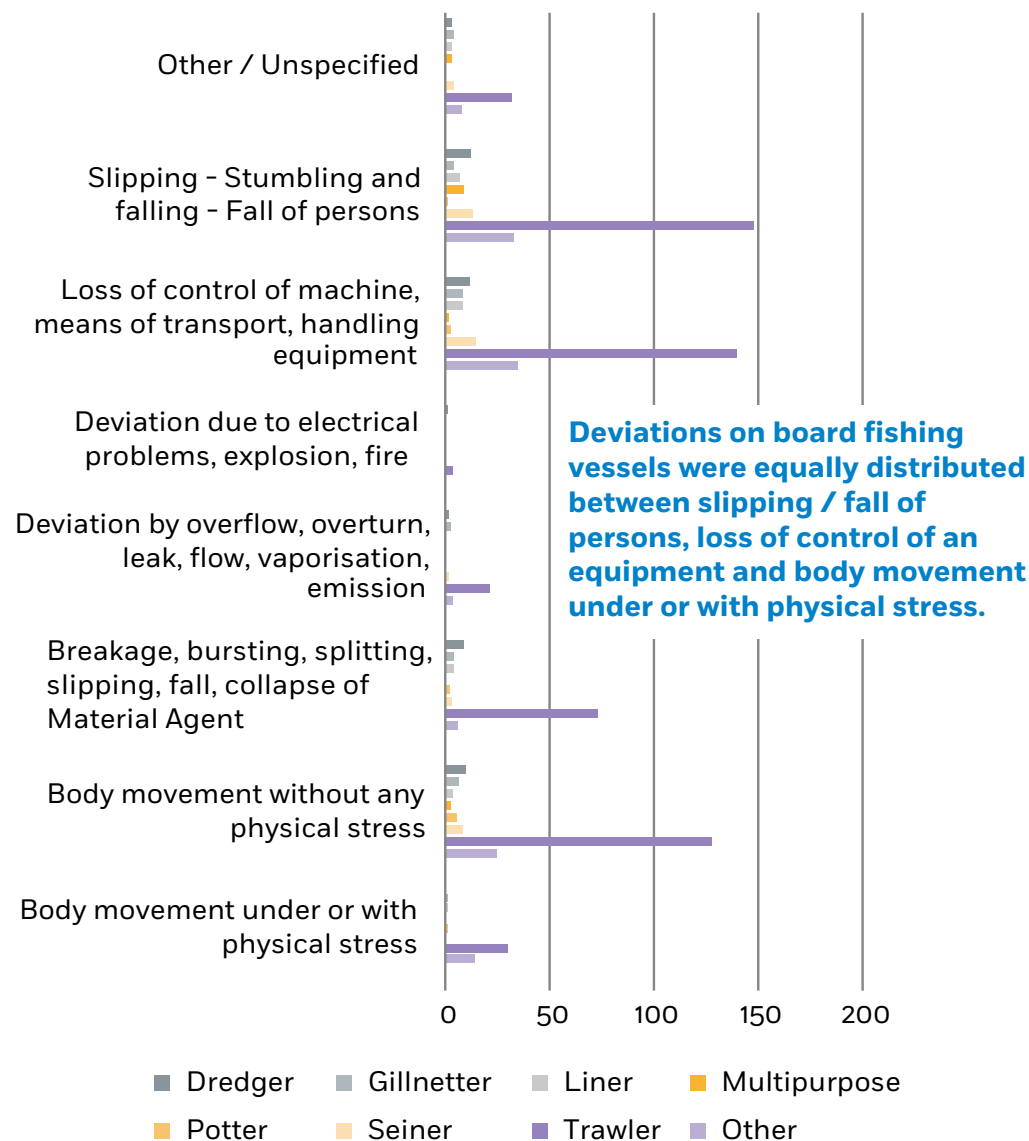 Other / Unspecified
Slipping - Stumbling and
falling - Fall of persons
Loss of control of machine,
means of transport, handling
equipment
Deviation due to electrical
problems, explosion, fire
Deviations on board fishing
vessels were equally distributed
between slipping / fall of
persons, loss of control of an
equipment and body movement
under or with physical stress.
Deviation by overflow, overturn,
leak, flow, vaporisation,
emission
Breakage, bursting, splitting,
slipping, fall, collapse of
Material Agent
Body movement without any
physical stress
Body movement under or with
physical stress
0 50 100 150 200
Dredger Gillnetter Liner Multipurpose
Potter Seiner Trawler Other